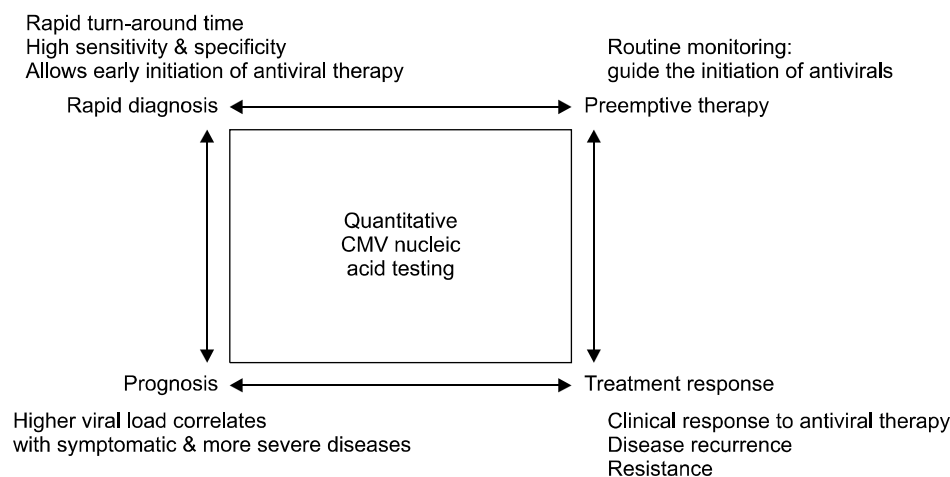 Rapid turn-around time
High sensitivity & specificity
Allows early initiation of antiviral therapy
Rapid diagnosis
Routine monitoring:
guide the initiation of antivirals
Preemptive therapy
Quantitative
CMV nucleic
acid testing
Prognosis
Higher viral load correlates
with symptomatic & more severe diseases
Treatment response
Clinical response to antiviral therapy
Disease recurrence
Resistance